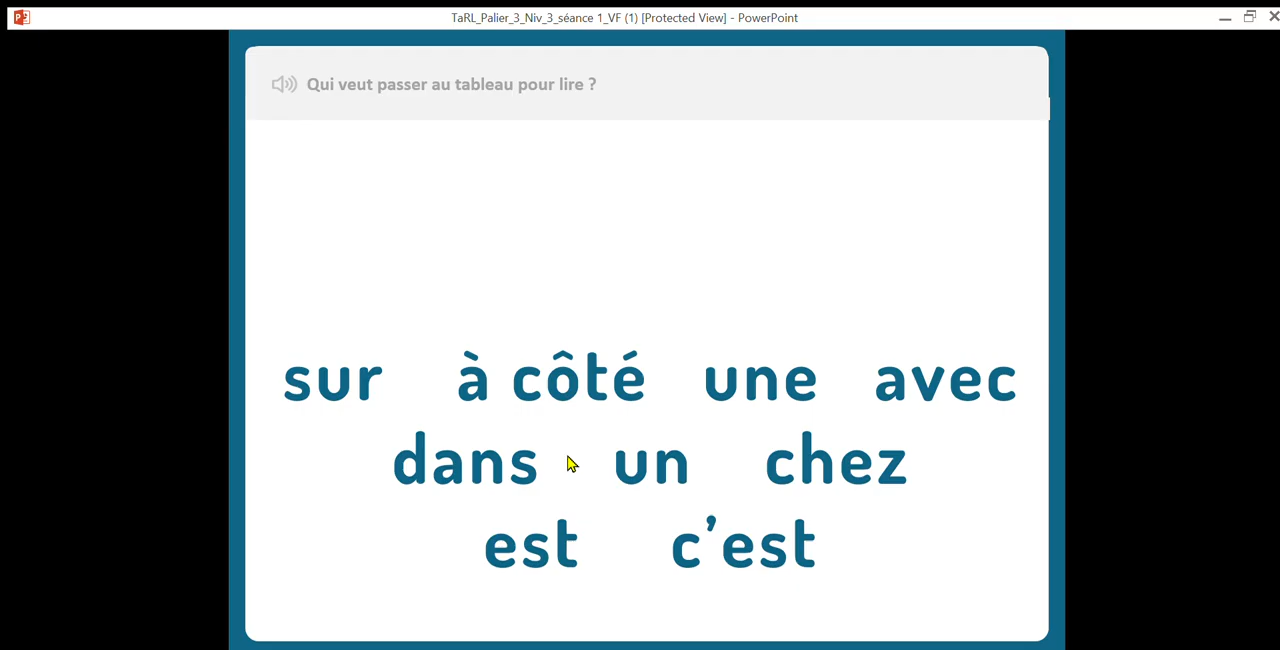 TaRL_Palier_3_Niv_3_séance 1_VF (1) [Protected View] - PowerPoint
Qui veut passer au tableau pour lire ?
sur à côté une avec
dans un chez
est c'est